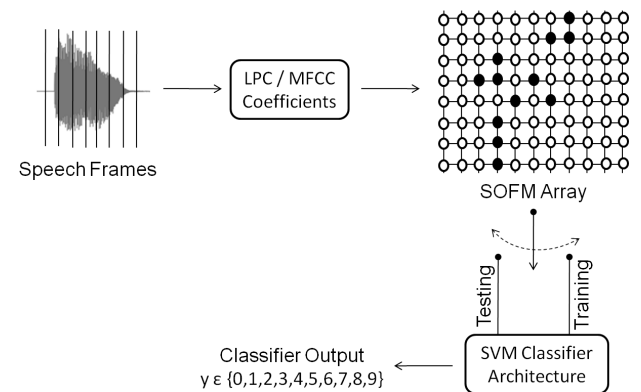 LPC / MFCC
Coefficients
Speech Frames
SOFM Array
Testing
Training
SVM Classifier
Architecture
Classifier Output
y ε {0,1,2,3,4,5,6,7,8,9}